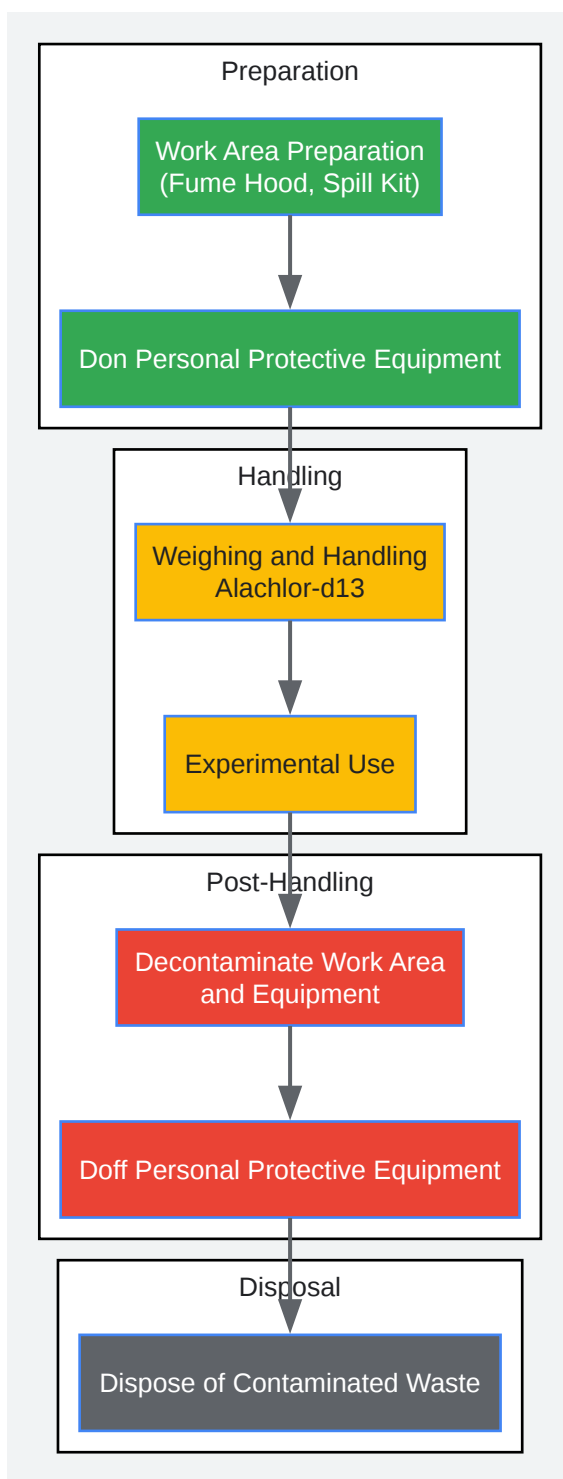 Preparation
Work Area Preparation
(Fume Hood, Spill Kit)
Don Personal Protective Equipment
Handling
Weighing and Handling
Alachlor-d13
Experimental Use
Post-Handling
Decontaminate Work Area
and Equipment
Doff Personal Protective Equipment
Disposal
Dispose of Contaminated Waste